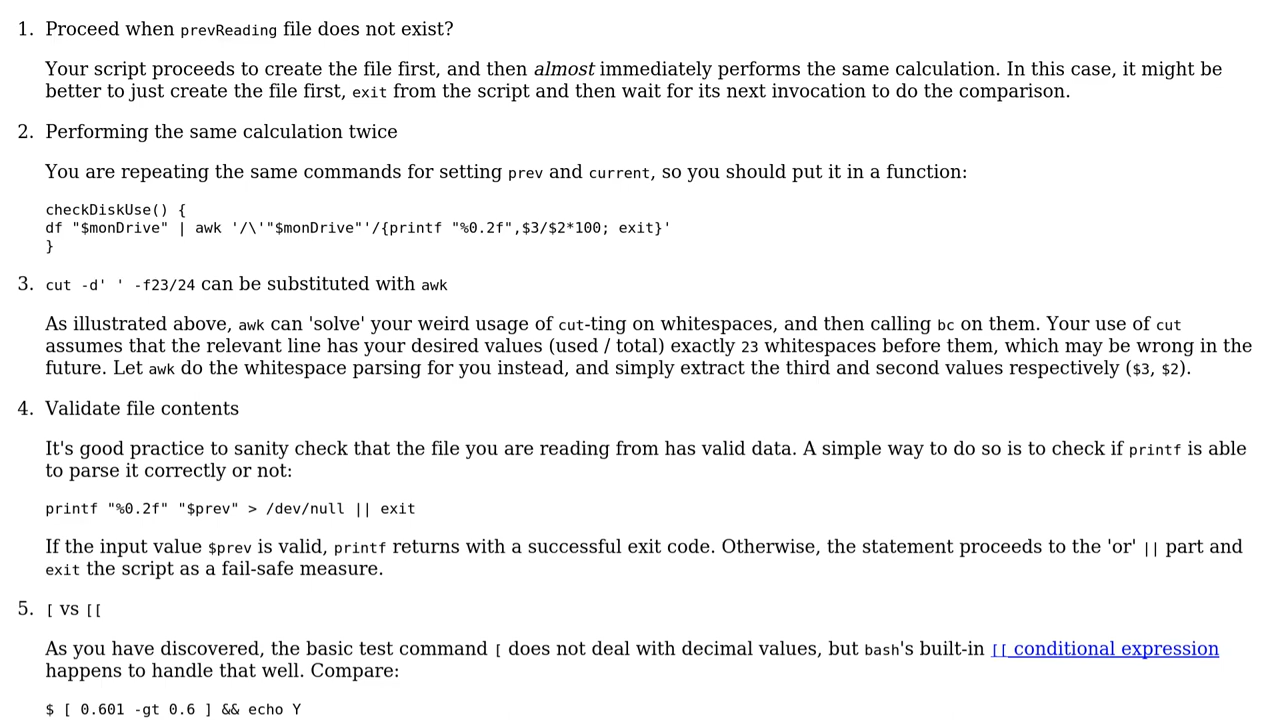 1. Proceed when prevReading file does not exist?
Your script proceeds to create the file first, and then almost immediately performs the same calculation. In this case, it might be
better to just create the file first, exit from the script and then wait for its next invocation to do the comparison.
2. Performing the same calculation twice
You are repeating the same commands for setting prev and current, so you should put it in a function:
checkDiskUse() {
df "$monDrive" | awk '/\'"$monDrive"'/{printf "%0.2f",$3/$2*100; exit}'
}
3. cut -d' ' -f23/24 can be substituted with awk
As illustrated above, awk can 'solve' your weird usage of cut-ting on whitespaces, and then calling bc on them. Your use of cut
assumes that the relevant line has your desired values (used / total) exactly 23 whitespaces before them, which may be wrong in the
future. Let awk do the whitespace parsing for you instead, and simply extract the third and second values respectively ($3, $2).
4. Validate file contents
It's good practice to sanity check that the file you are reading from has valid data. A simple way to do so is to check if printf is able
to parse it correctly or not:
printf "%0.2f" "$prev" > /dev/null || exit
If the input value $prev is valid, printf returns with a successful exit code. Otherwise, the statement proceeds to the 'or' || part and
exit the script as a fail-safe measure.
5. [ vs [[
As you have discovered, the basic test command [ does not deal with decimal values, but bash's built-in [[ conditional expression
happens to handle that well. Compare:
$ [ 0.601 -gt 0.6 ] && echo Y